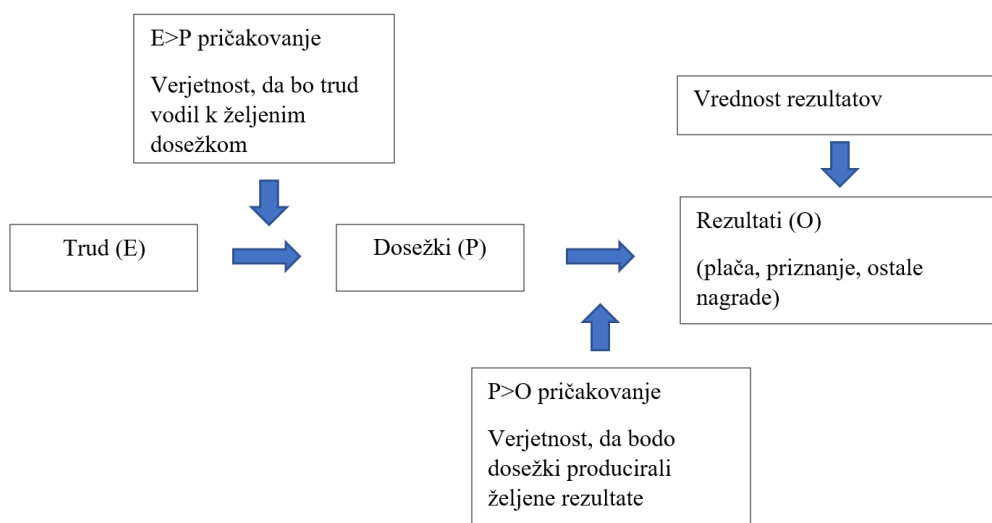 E>P pričakovanje
Verjetnost, da bo trud
vodil k željenim
dosežkom
Vrednost rezultatov
Trud (E)
Dosežki (P)
Rezultati (O)
(plača, priznanje, ostale
nagrade)
P>O pričakovanje
Verjetnost, da bodo
dosežki producirali
željene rezultate